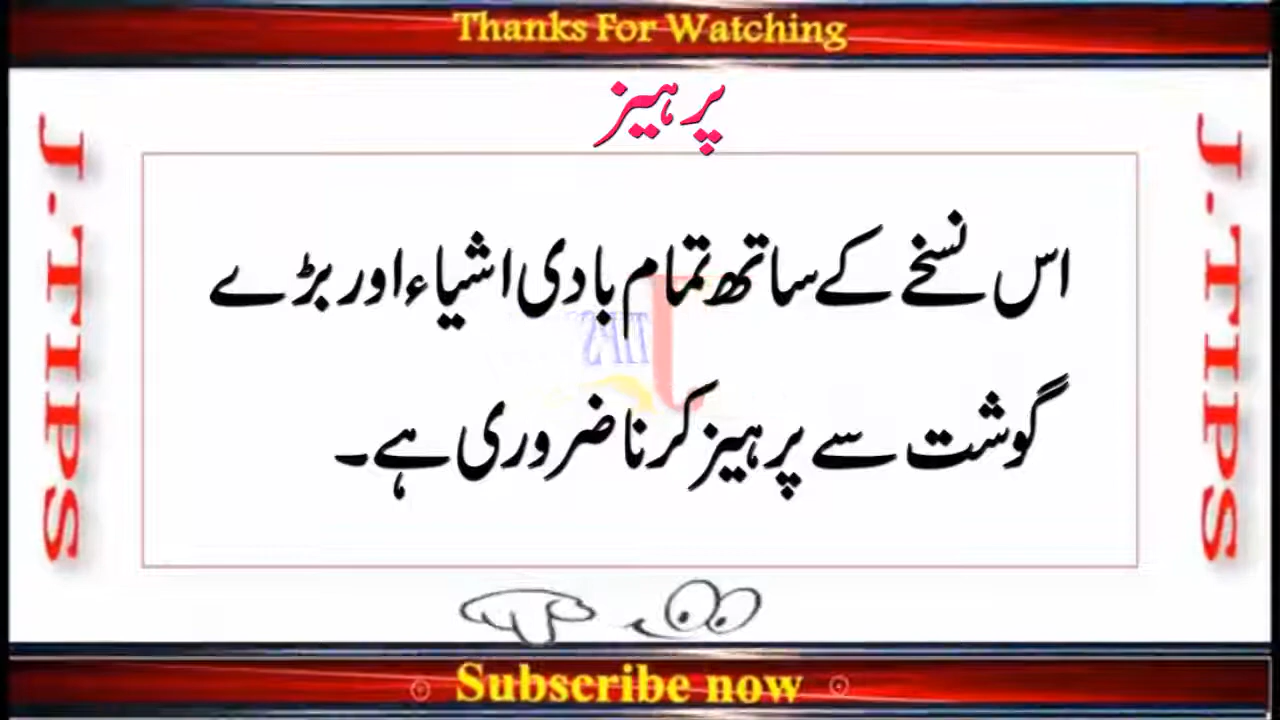 Thanks For Watching
پرہیز
J.TIPS
J.TIPS
اس نسخے کے ساتھ تمام بادی اشیاء اور بڑے
گوشت سے پرہیز کرنا ضروری ہے۔
J TIPS
Subscribe now